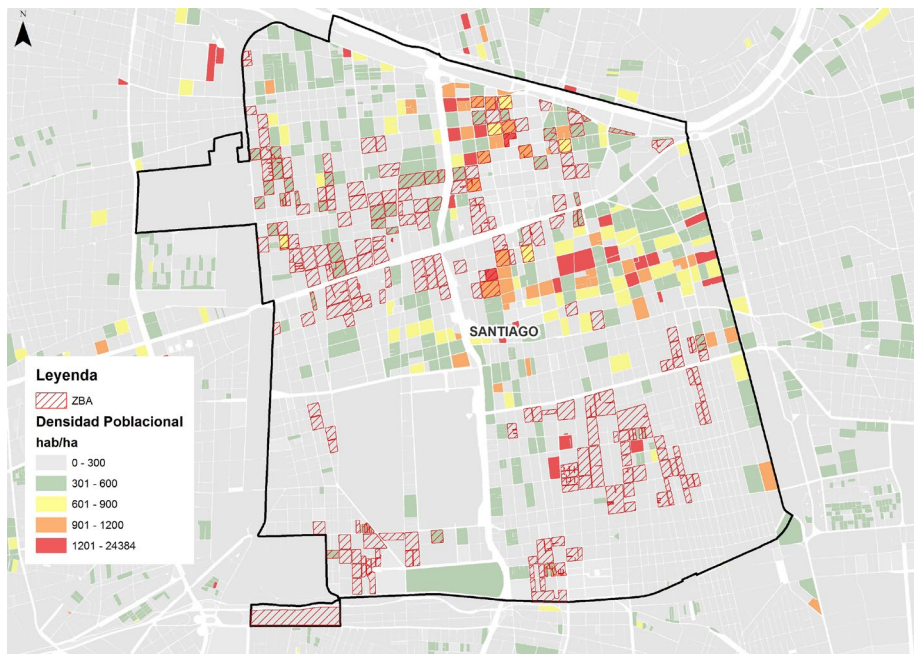 N
SANTIAGO
Leyenda
ZBA
Densidad Poblacional
hab/ha
0 - 300
301 - 600
601 - 900
901 - 1200
1201 - 24384